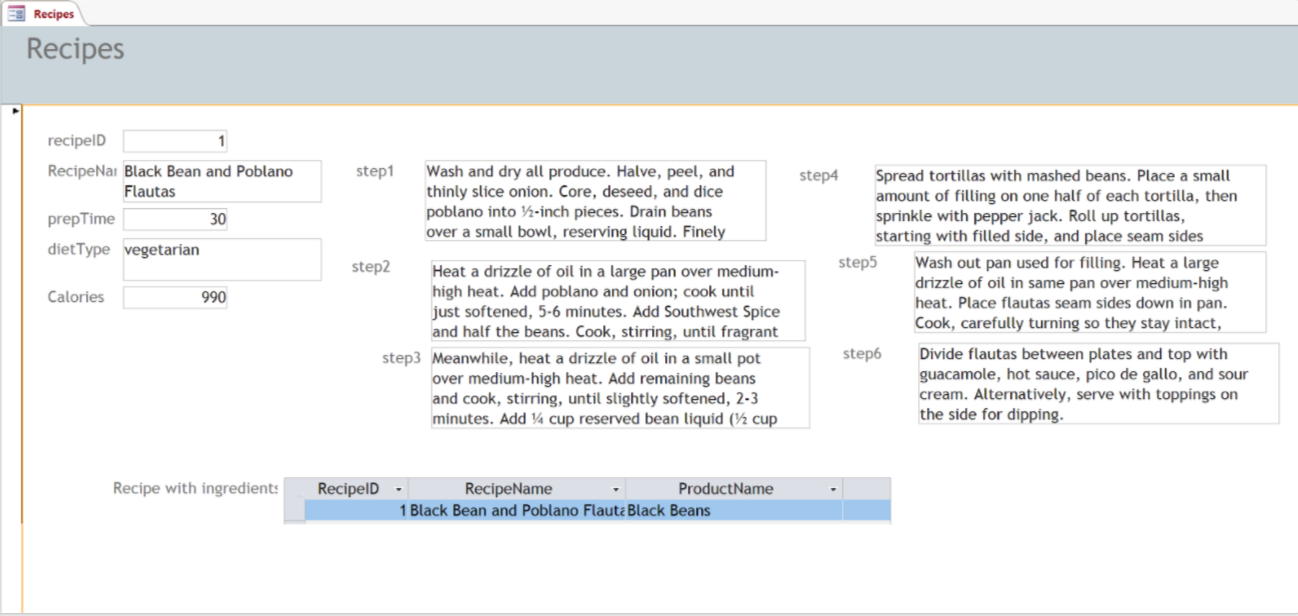 Recipes
Recipes
recipeID 1
RecipeNar Black Bean and Poblano
Flautas
prepTime 30
dietType vegetarian
Calories 990
step1 Wash and dry all produce. Halve, peel, and
thinly slice onion. Core, deseed, and dice
poblano into ½-inch pieces. Drain beans
over a small bowl, reserving liquid. Finely
step2 Heat a drizzle of oil in a large pan over medium-
high heat. Add poblano and onion; cook until
just softened, 5-6 minutes. Add Southwest Spice
and half the beans. Cook, stirring, until fragrant
step3 Meanwhile, heat a drizzle of oil in a small pot
over medium-high heat. Add remaining beans
and cook, stirring, until slightly softened, 2-3
minutes. Add ¼ cup reserved bean liquid (½ cup
step4 Spread tortillas with mashed beans. Place a small
amount of filling on one half of each tortilla, then
sprinkle with pepper jack. Roll up tortillas,
starting with filled side, and place seam sides
step5 Wash out pan used for filling. Heat a large
drizzle of oil in same pan over medium-high
heat. Place flautas seam sides down in pan.
Cook, carefully turning so they stay intact,
step6 Divide flautas between plates and top with
guacamole, hot sauce, pico de gallo, and sour
cream. Alternatively, serve with toppings on
the side for dipping.
Recipe with ingredients
RecipeID RecipeName ProductName
1 Black Bean and Poblano Flauta Black Beans